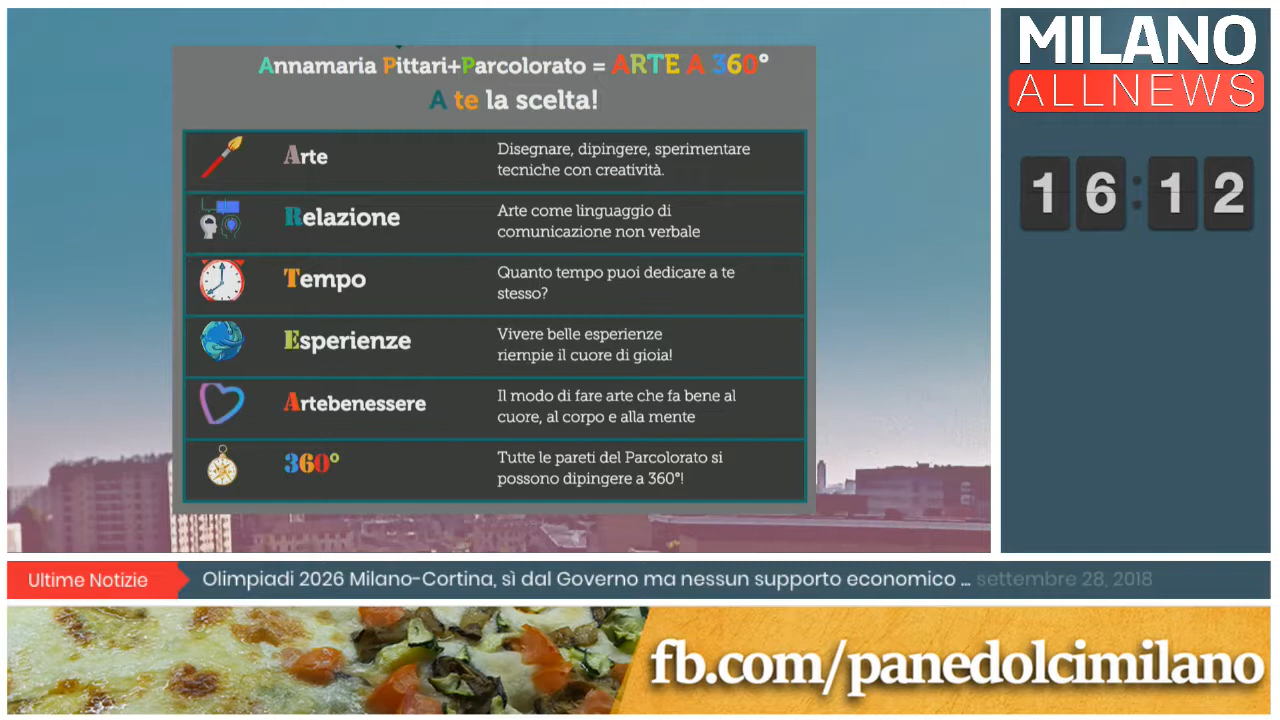 Annamaria Pittari+Parcolorato = ARTE A 360°
A te la scelta!
Arte
Disegnare, dipingere, sperimentare
tecniche con creatività.
Relazione
Arte come linguaggio di
comunicazione non verbale
Tempo
Quanto tempo puoi dedicare a te
stesso?
Esperienze
Vivere belle esperienze
riempie il cuore di gioia!
Artebenessere
Il modo di fare arte che fa bene al
cuore, al corpo e alla mente
360°
Tutte le pareti del Parcolorato si
possono dipingere a 360°!
MILANO
ALLNEWS
16:12
Ultime Notizie
Olimpiadi 2026 Milano-Cortina, sì dal Governo ma nessun supporto economico ... settembre 28, 2018
fb.com/panedolcimilano